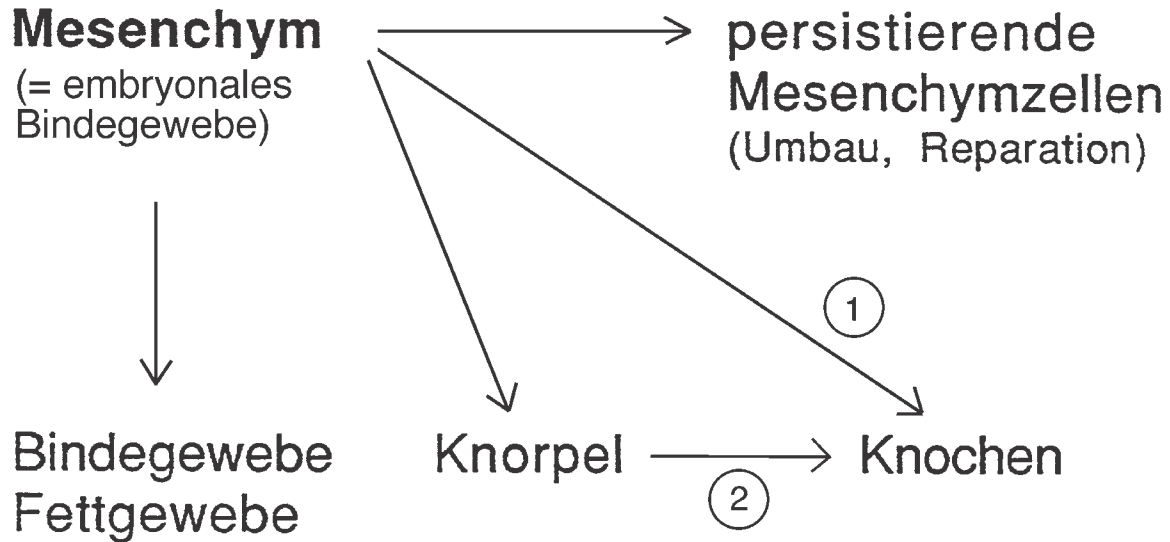 Mesenchym
(= embryonales
Bindegewebe)
persistierende
Mesenchymzellen
(Umbau, Reparation)
1
Bindegewebe
Fettgewebe
Knorpel
2
Knochen